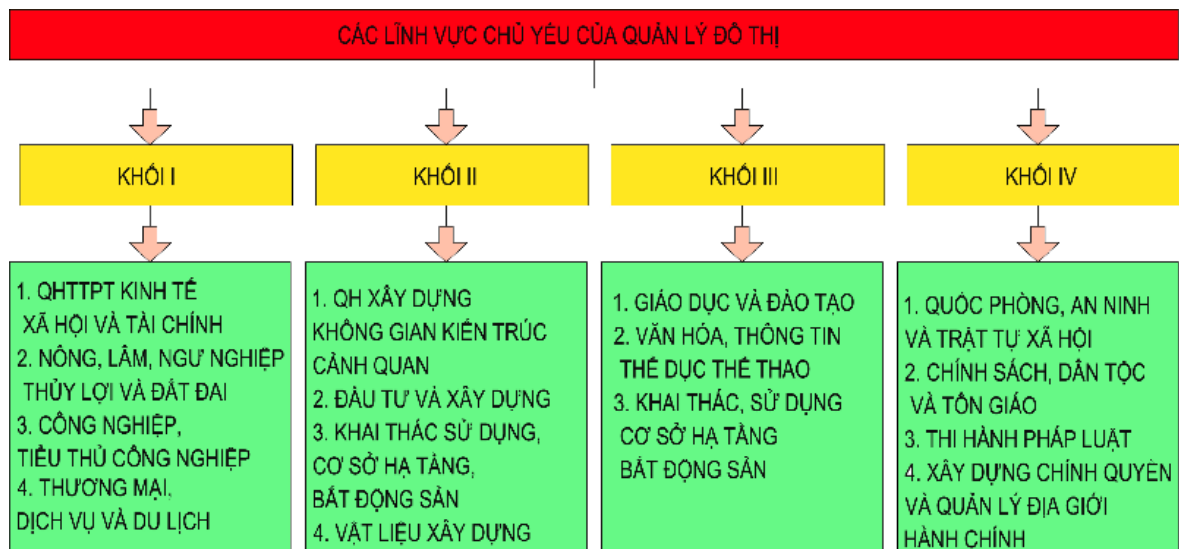 CÁC LĨNH VỰC CHỦ YẾU CỦA QUẢN LÝ ĐÔ THỊ
KHỐI I
KHỐI II
KHỐI III
KHỐI IV
1. QHTTPT KINH TẾ
XÃ HỘI VÀ TÀI CHÍNH
2. NÔNG, LÂM, NGƯ NGHIỆP
THỦY LỢI VÀ ĐẤT ĐAI
3. CÔNG NGHIỆP,
TIỂU THỦ CÔNG NGHIỆP
4. THƯƠNG MẠI,
DỊCH VỤ VÀ DU LỊCH
1. QH XÂY DỰNG
KHÔNG GIAN KIẾN TRÚC
CẢNH QUAN
2. ĐẦU TƯ VÀ XÂY DỰNG
3. KHAI THÁC SỬ DỤNG,
CƠ SỞ HẠ TẦNG,
BẤT ĐỘNG SẢN
4. VẬT LIỆU XÂY DỰNG
1. GIÁO DỤC VÀ ĐÀO TẠO
2. VĂN HÓA, THÔNG TIN
THỂ DỤC THỂ THAO
3. KHAI THÁC, SỬ DỤNG
CƠ SỞ HẠ TẦNG
BẤT ĐỘNG SẢN
1. QUỐC PHÒNG, AN NINH
VÀ TRẬT TỰ XÃ HỘI
2. CHÍNH SÁCH, DÂN TỘC
VÀ TÔN GIÁO
3. THI HÀNH PHÁP LUẬT
4. XÂY DỰNG CHÍNH QUYỀN
VÀ QUẢN LÝ ĐỊA GIỚI
HÀNH CHÍNH